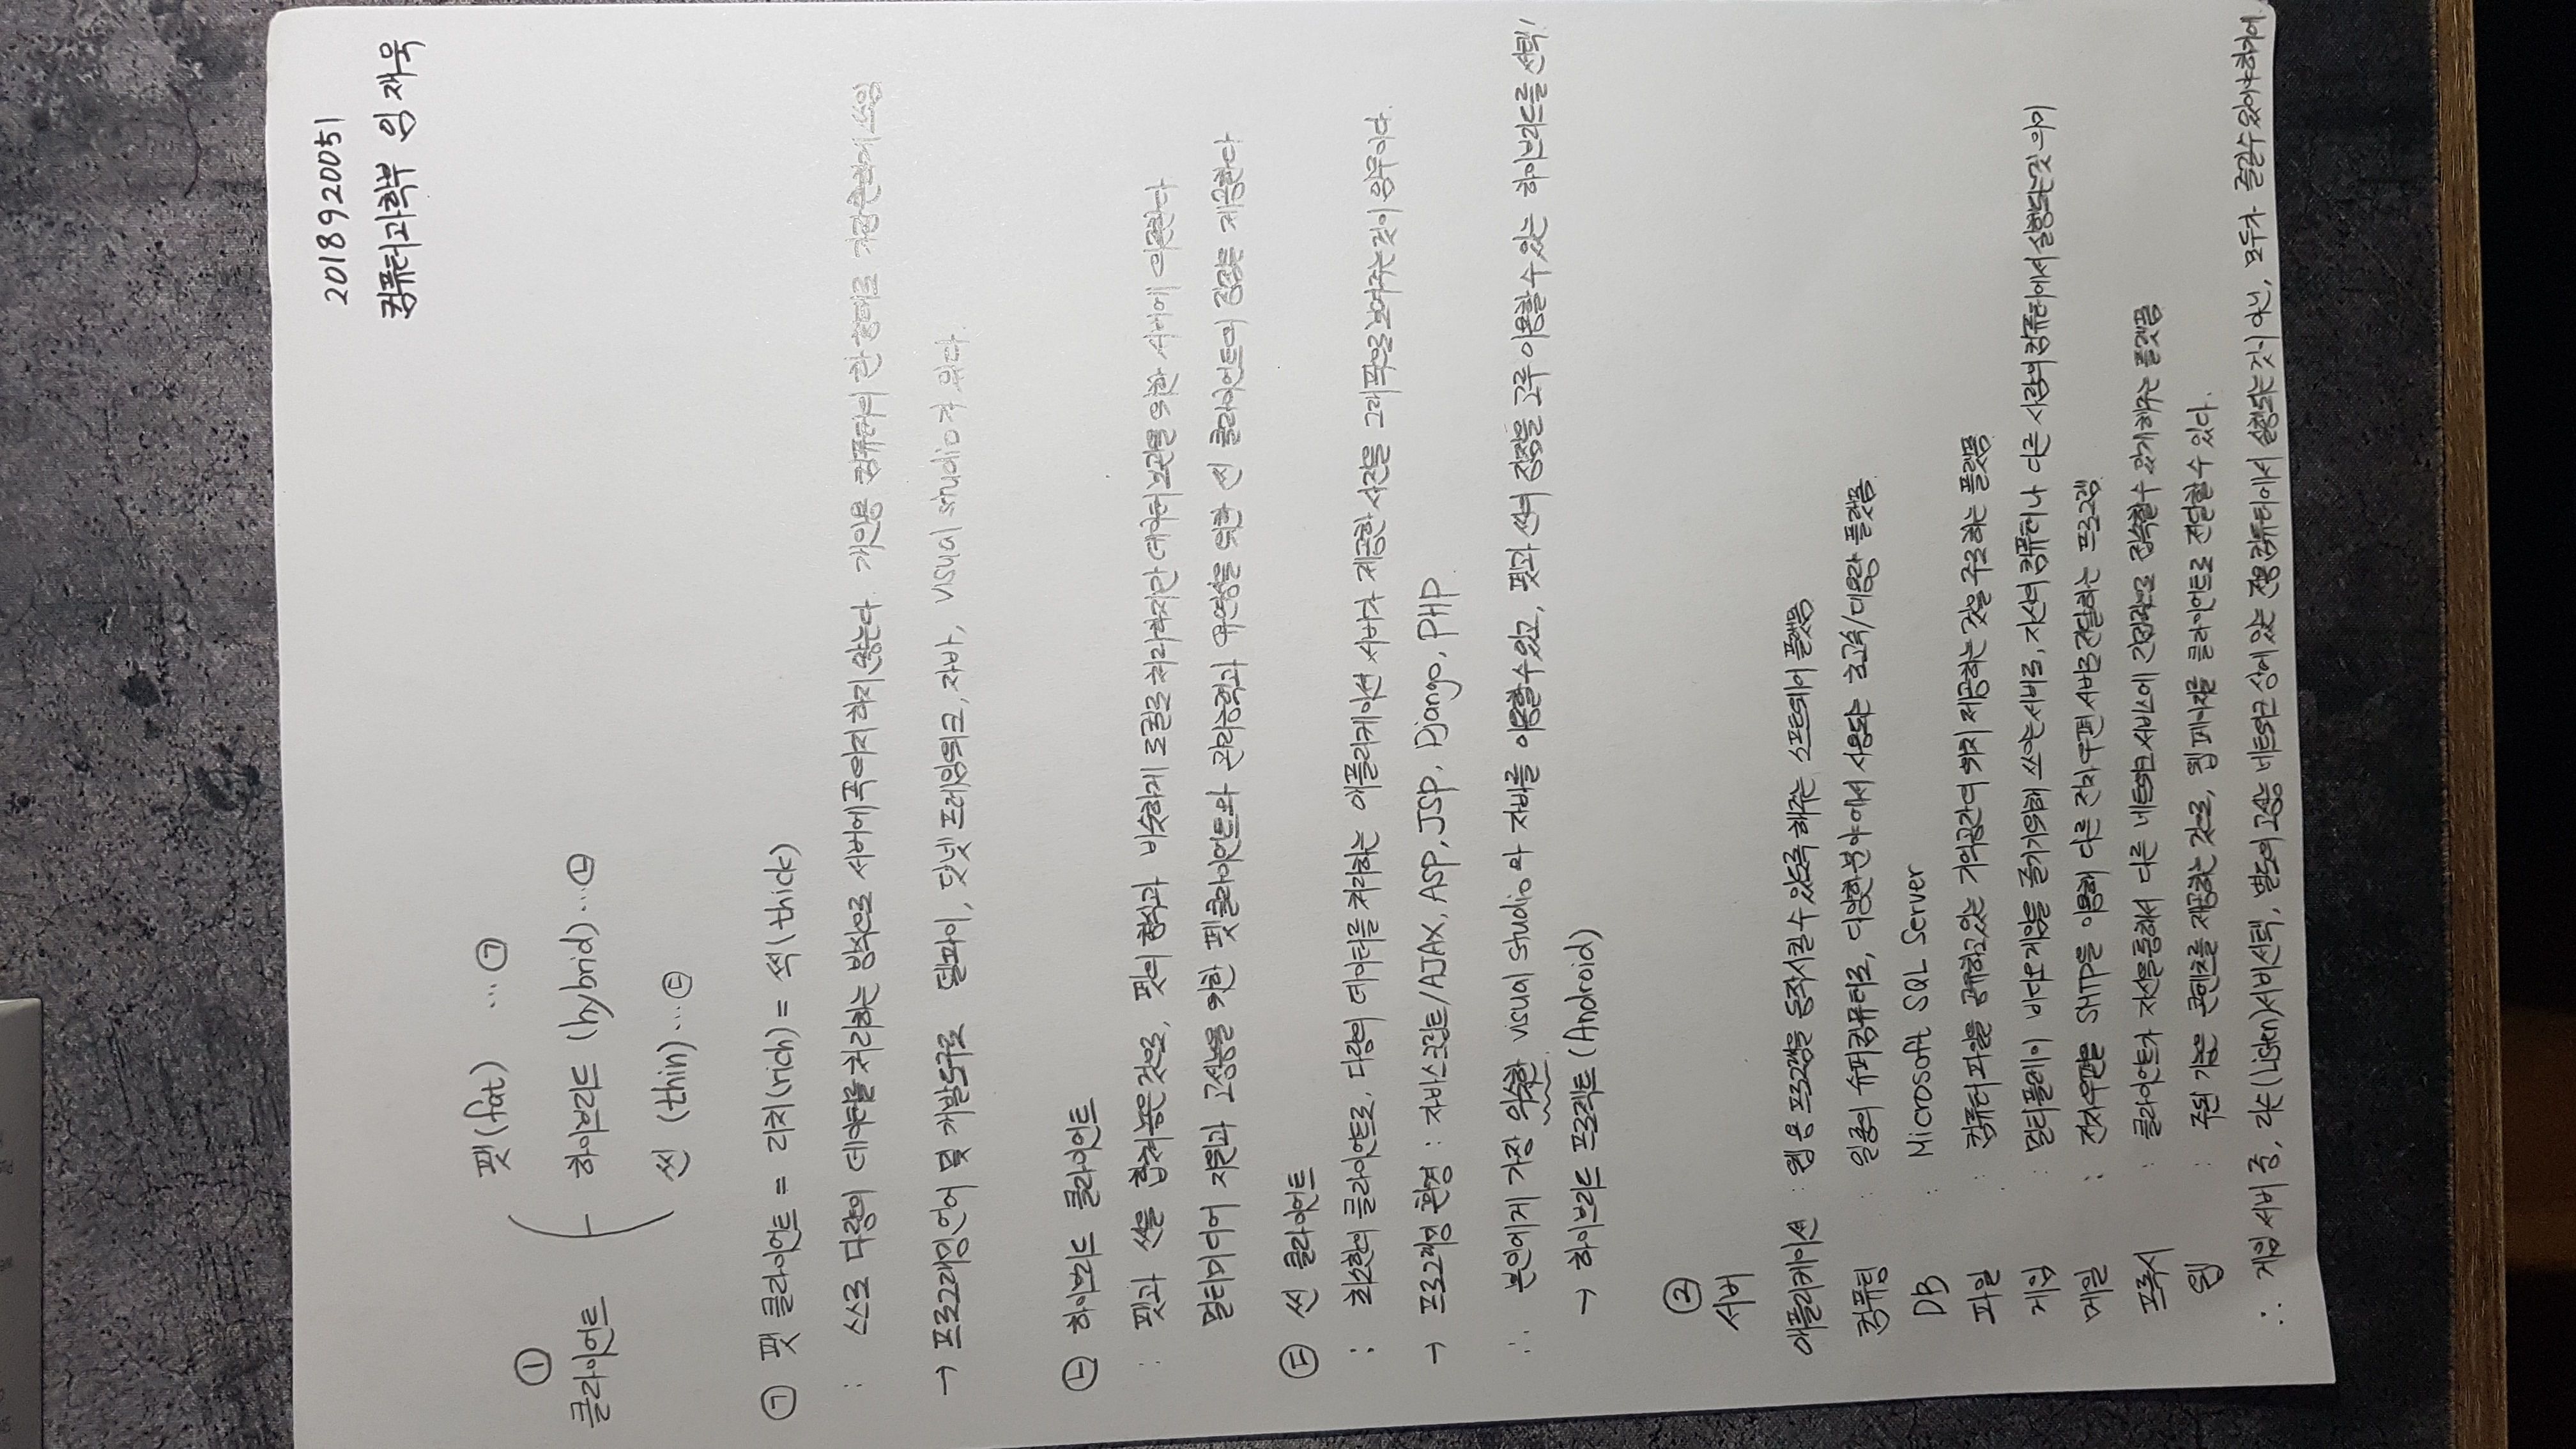 2018920051
컴퓨터과학부 임재욱
① 클라이언트
팻(fat) … ㉠
하이브리드 (hybrid) … ㉡
씬 (thin) … ㉢
㉠ 팻 클라이언트 = 리치(rich) = 씩(thick)
: 스스로 다량의 데이터를 처리하는 방식으로 서버에 꼭 의지하지 않는다. 개인용 컴퓨터의 한 형태로 가장 흔하게 쓰임
→ 프로그래밍 언어 및 개발도구로 델파이, 닷넷 프레임워크, 자바, visual studio가 있다.
㉡ 하이브리드 클라이언트
: 팻과 씬을 합쳐놓은 것으로, 팻의 형식과 비슷하게 로컬로 처리하지만 데이터 보관을 위한 서버에 의존한다
멀티미디어 지원과 고성능을 위한 팻 클라이언트와 관리능력과 유연성을 위한 씬 클라이언트의 장점을 제공한다
㉢ 씬 클라이언트
: 최소한의 클라이언트로, 다량의 데이터를 처리하는 애플리케이션 서버가 제공한 사진을 그래픽으로 보여주는 것이 임무이다.
→ 프로그래밍 환경 : 자바스크립트/AJAX, ASP, JSP, Django, PHP
∴ 본인에게 가장 익숙한 visual studio와 자바를 이용할 수 있고, 팻과 씬의 장점을 고루 이용할 수 있는 하이브리드를 선택!
→ 하이브리드 프로젝트 (Android)
② 서버
애플리케이션 : 웹 용 프로그램을 동작시킬 수 있도록 해주는 소프트웨어 플랫폼
컴퓨팅 : 일종의 슈퍼컴퓨터로, 다양한 분야에서 사용되는 초고속/대용량 플랫폼
DB : Microsoft SQL Server
파일 : 컴퓨터 파일을 공유하고 있는 기억공간의 위치 제공하는 것을 주로 하는 플랫폼
게임 : 멀티플레이 비디오게임을 즐기기위해 쓰이는 서버로, 자신의 컴퓨터나 다른 사람의 컴퓨터에서 실행되는 것 의미
메일 : 전자우편을 SMTP을 이용해 다른 전자우편 서버로 전달하는 프로그램
프록시 : 클라이언트가 자신을 통해서 다른 네트워크 서비스에 간접적으로 접속할 수 있게 해주는 플랫폼
웹 : 주된 기능은 콘텐츠를 제공하는 것으로, 웹 페이지를 클라이언트로 전달할 수 있다.
∴ 게임 서버 중, 리슨(Listen)서버 선택, 별도의 고성능 네트워크 상에 있는 전용 컴퓨터에서 실행되는 것이 아닌, 모두가 즐길 수 있어야 하기에